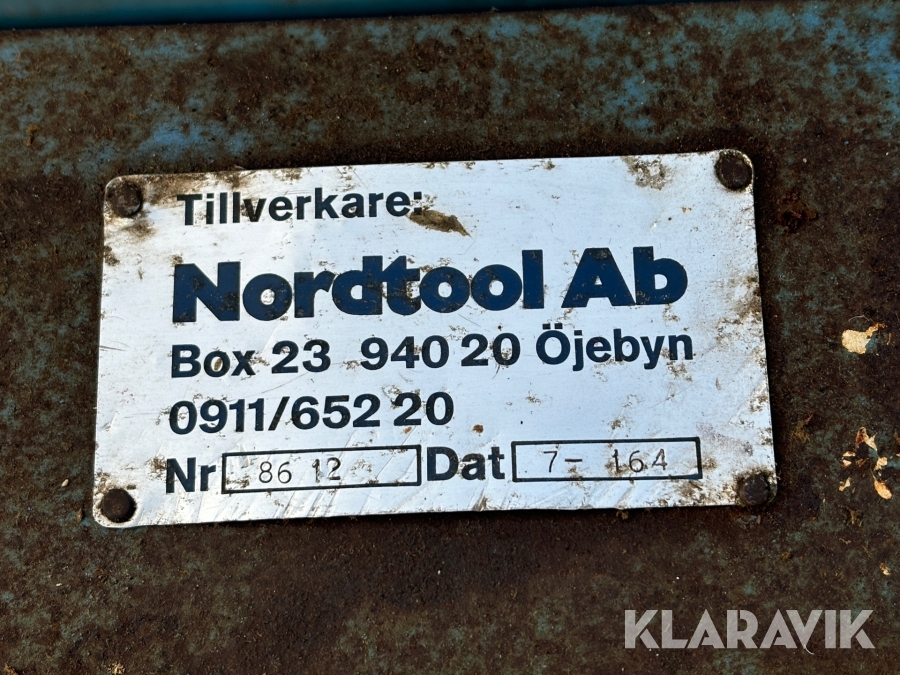 Tillverkare:
Nordtool Ab
Box 23 940 20 Öjebyn
0911/652 20
Nr 86 12 Dat 7- 164
KLARAVIK